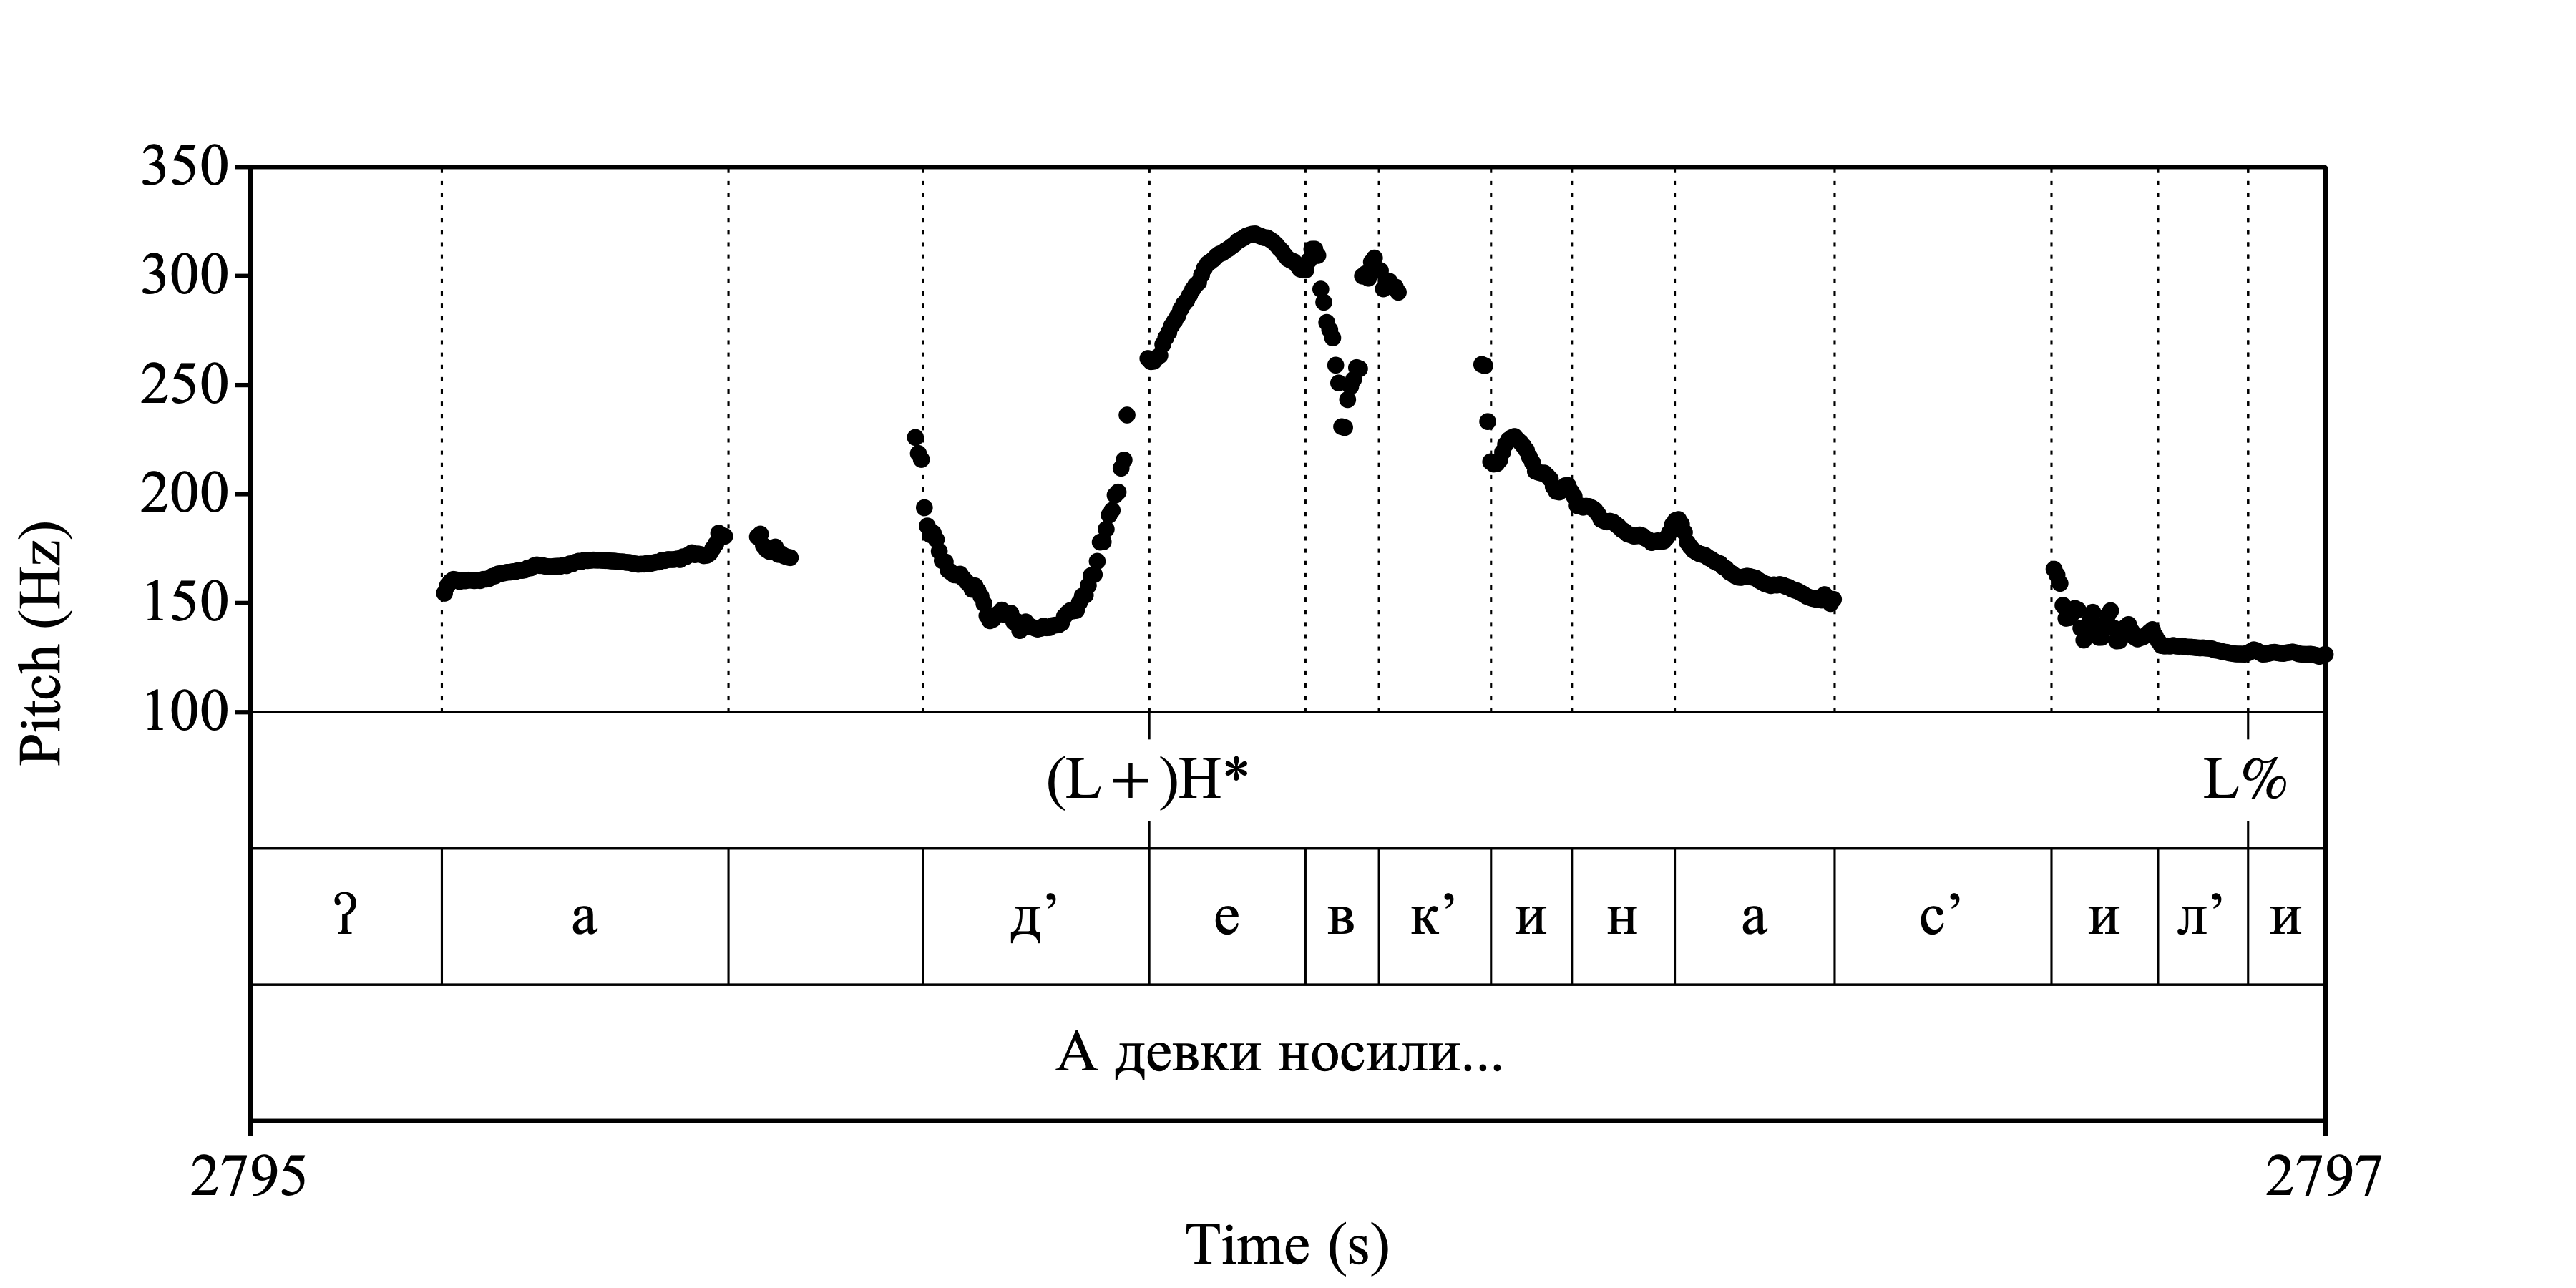 350
300
250
200
150
100
Pitch (Hz)
(L+)H* L%
ʔ а д’ е в к’ и н а с’ и л’ и
А девки носили...
2795 2797
Time (s)